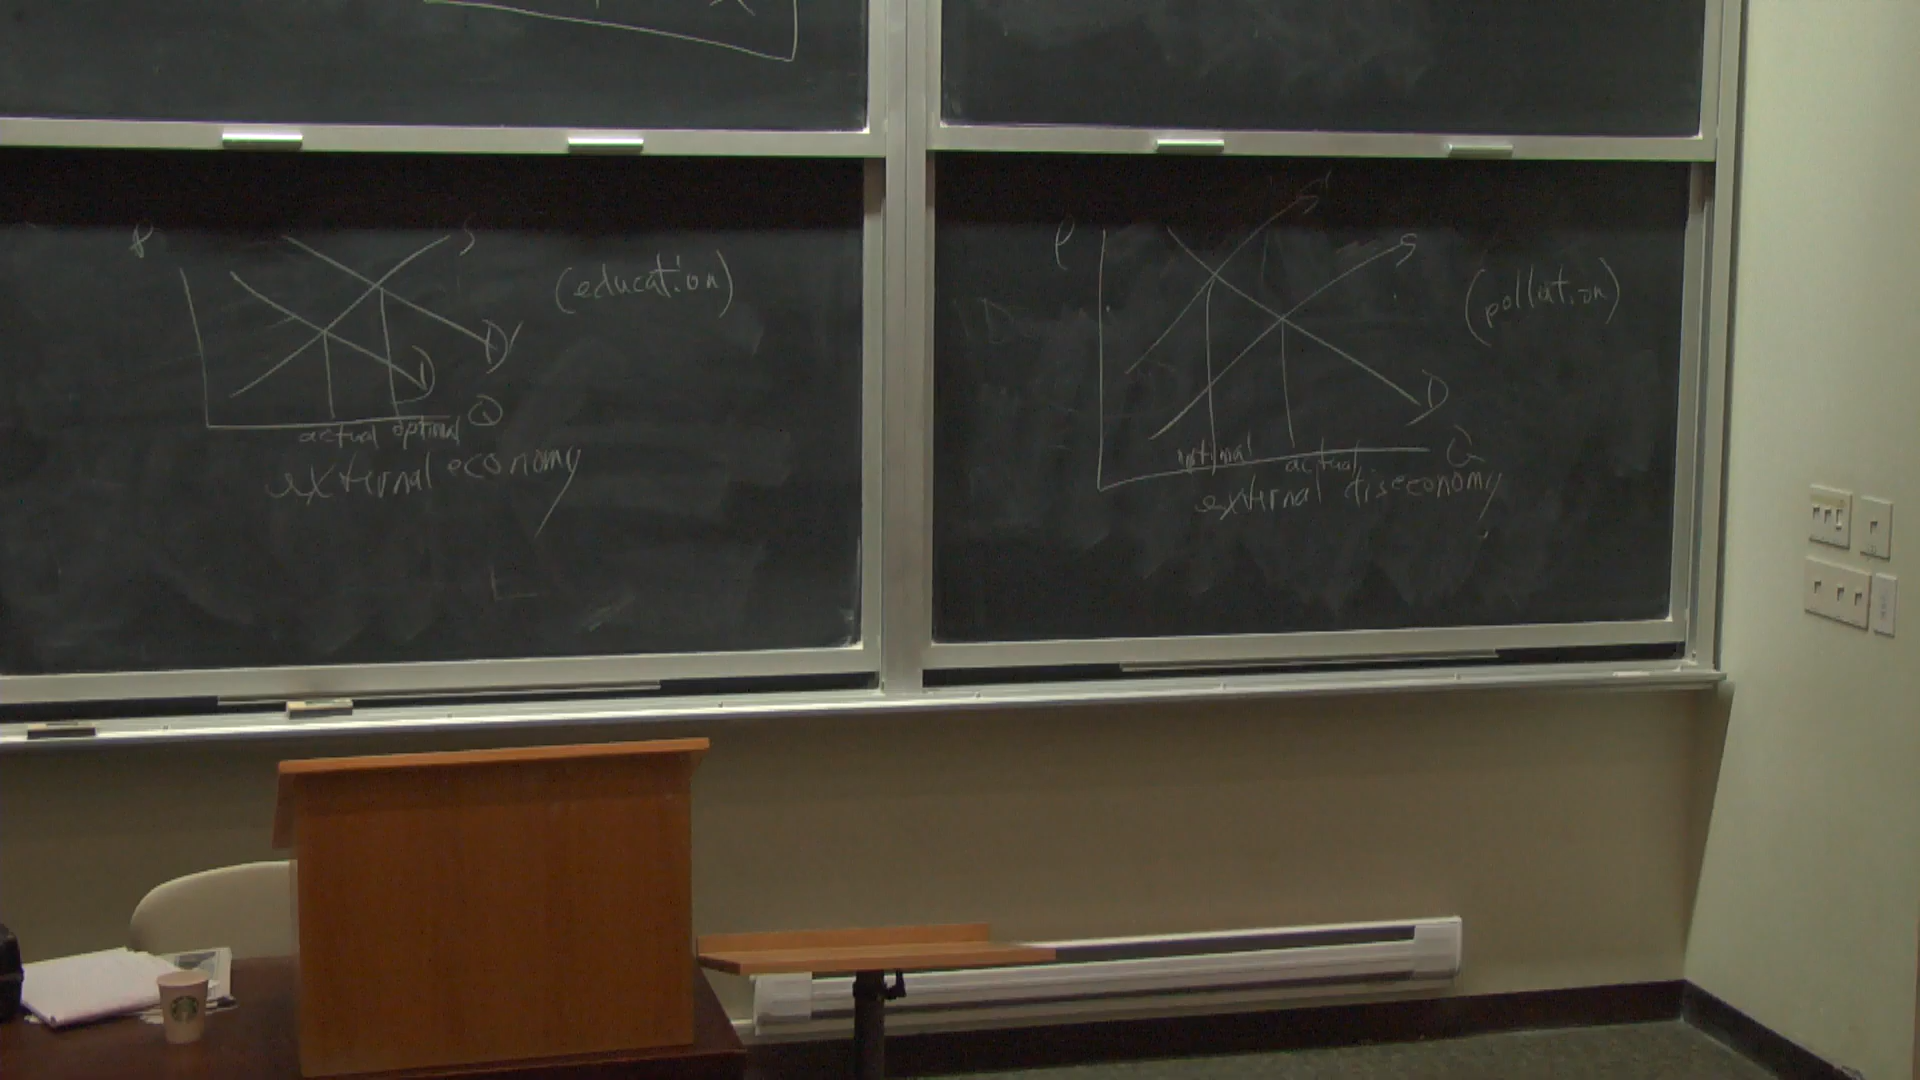 P
S
(education)
D'
D
Q
actual optimal
external economy
P
S'
S
(pollution)
D
Q
optimal actual
external diseconomy